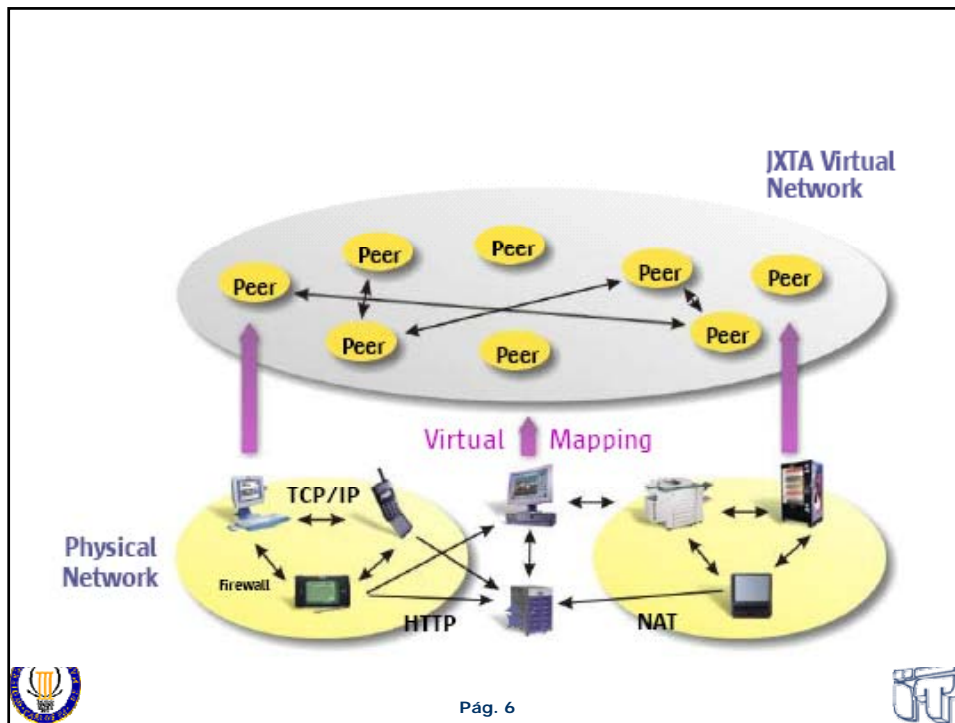 JXTA Virtual
Network
Peer
Peer
Peer
Peer
Peer
Peer
Peer
Peer
Virtual Mapping
TCP/IP
Physical
Network
Firewall
HTTP
NAT
Pág. 6